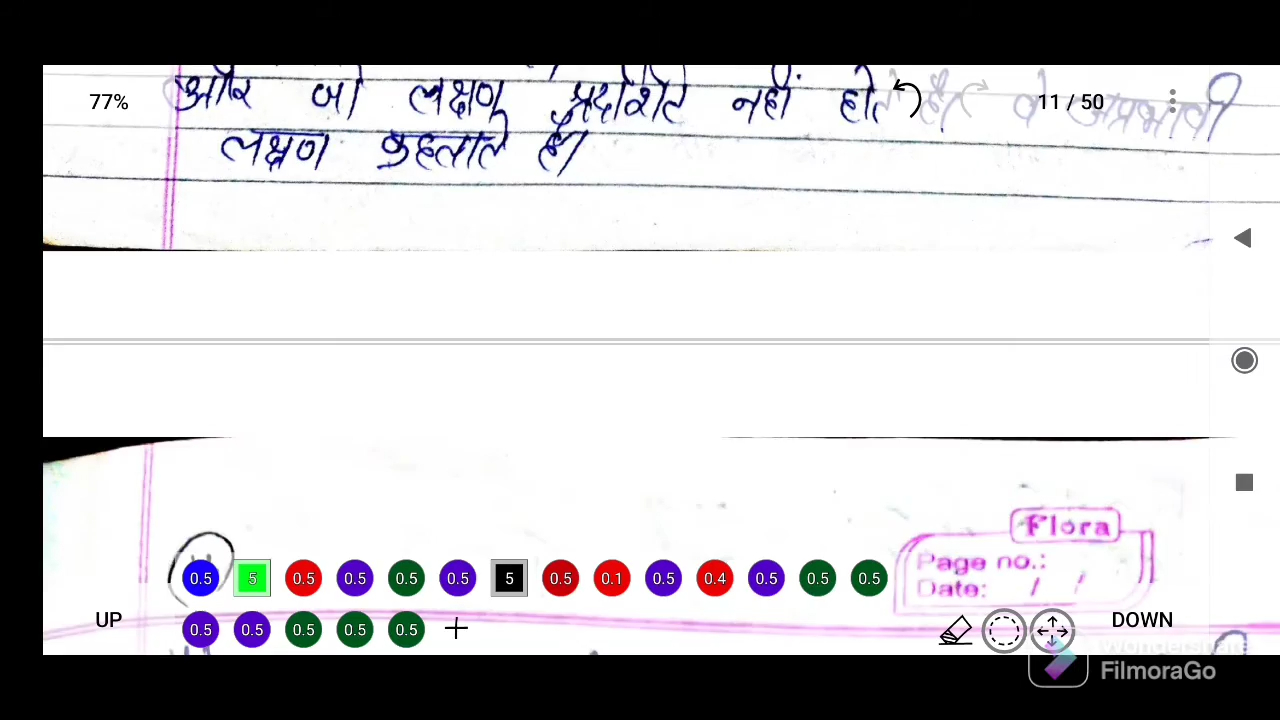 77%
11 / 50
और जो लक्षण प्रदर्शित नहीं होते हैं। वे अप्रभावी
लक्षण कहलाते है।
Flora
Page no.:
Date: / /
0.5 5 0.5 0.5 0.5 0.5 5 0.5 0.1 0.5 0.4 0.5 0.5 0.5
UP
0.5 0.5 0.5 0.5 0.5 +
DOWN
Wondershare
FilmoraGo